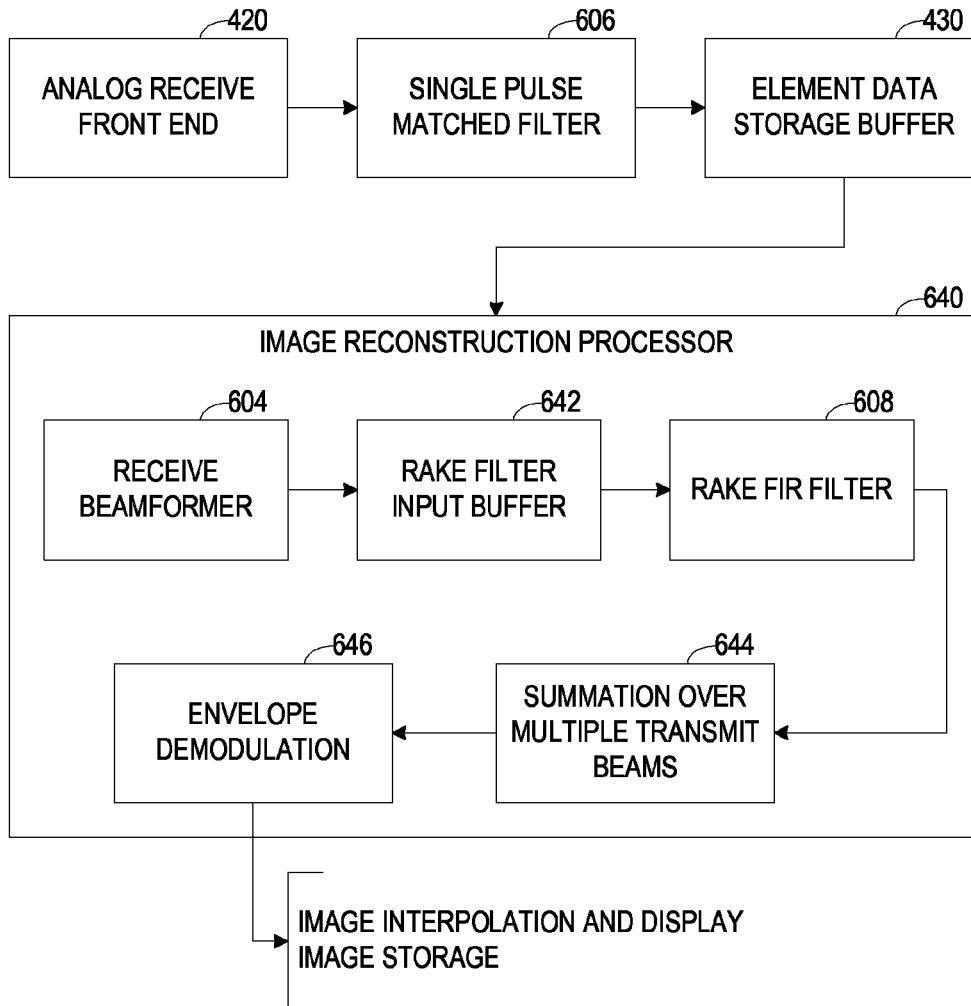 420
ANALOG RECEIVE
FRONT END
606
SINGLE PULSE
MATCHED FILTER
430
ELEMENT DATA
STORAGE BUFFER
640
IMAGE RECONSTRUCTION PROCESSOR
604
RECEIVE
BEAMFORMER
642
RAKE FILTER
INPUT BUFFER
608
RAKE FIR FILTER
646
ENVELOPE
DEMODULATION
644
SUMMATION OVER
MULTIPLE TRANSMIT
BEAMS
IMAGE INTERPOLATION AND DISPLAY
IMAGE STORAGE